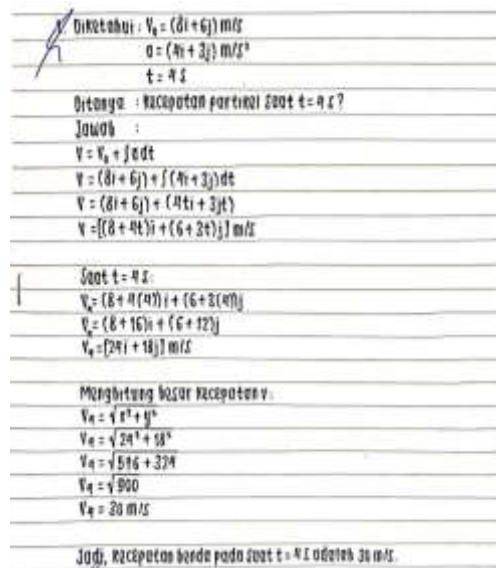 Diketahui : V₀ = (8i + 6j) m/s
a = (4i + 3j) m/s²
t = 4 s
Ditanya : Kecepatan partikel saat t = 4 s ?
Jawab :
V = V₀ + ∫a dt
V = (8i + 6j) + ∫(4i + 3j) dt
V = (8i + 6j) + (4ti + 3jt)
V = [(8 + 4t)i + (6 + 3t)j] m/s
Saat t = 4 s :
V₄ = (8 + 4(4))i + (6 + 3(4))j
V₄ = (8 + 16)i + (6 + 12)j
V₄ = [24i + 18j] m/s
Menghitung besar kecepatan v :
V₄ = √x² + y²
V₄ = √24² + 18²
V₄ = √576 + 324
V₄ = √900
V₄ = 30 m/s
Jadi, kecepatan benda pada saat t = 4 s adalah 30 m/s.